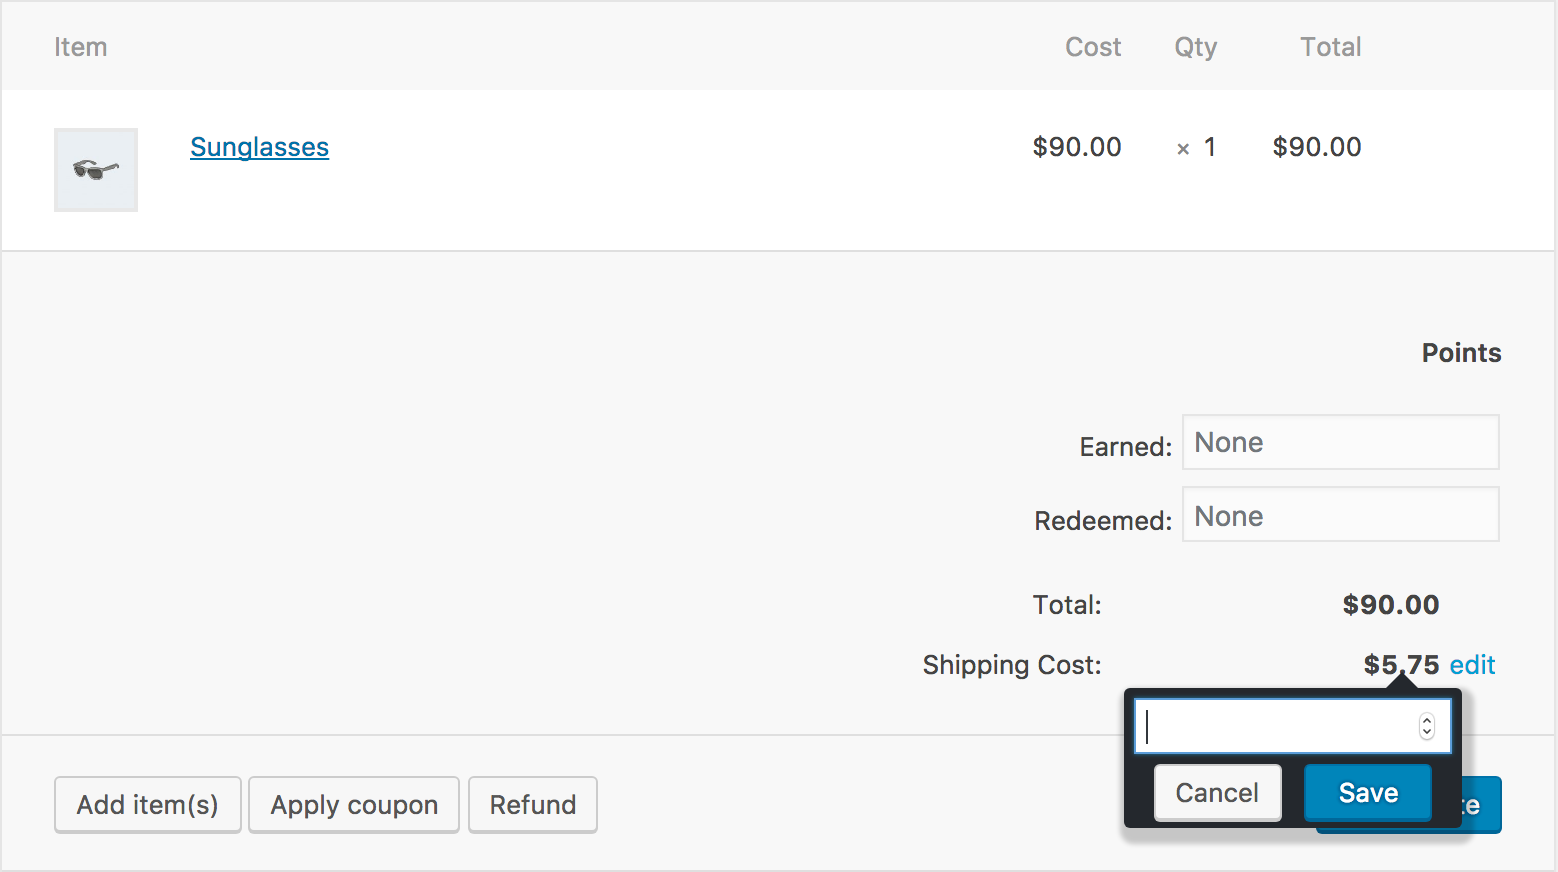 Item Cost Qty Total
Sunglasses $90.00 × 1 $90.00
Points
Earned: None
Redeemed: None
Total: $90.00
Shipping Cost: $5.75 edit
Cancel Save
Add item(s) Apply coupon Refund